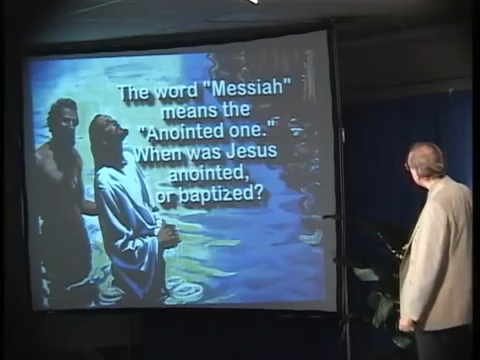 The word "Messiah"
means the
"Anointed one."
When was Jesus
anointed,
or baptized?